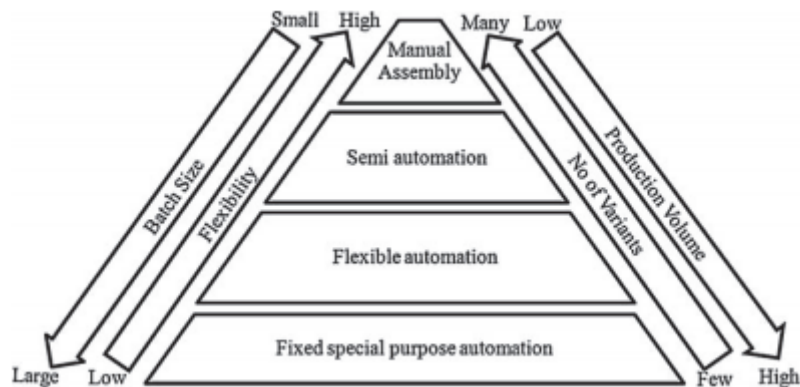 Small High Many Low
Manual
Assembly
Semi automation
Flexible automation
Fixed special purpose automation
Batch Size
Flexibility
No of Variants
Production Volume
Large Low Few High